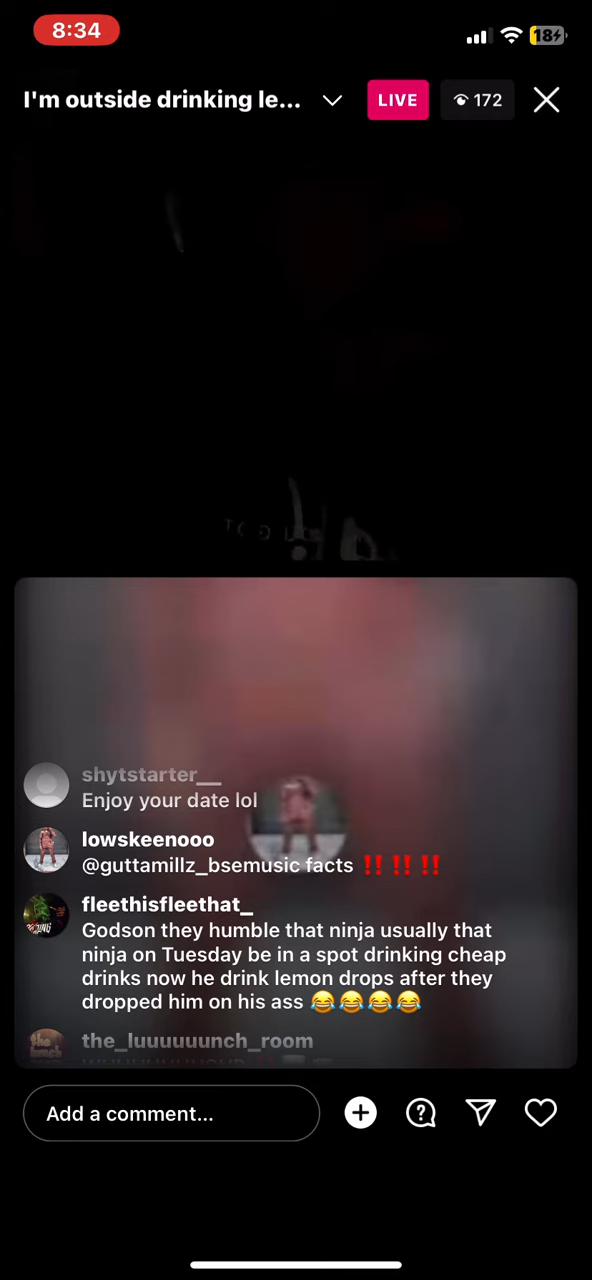 8:34
18
I'm outside drinking le...
LIVE
172
shytstarter__
Enjoy your date lol
lowskeenooo
@guttamillz_bsemusic facts ‼️ ‼️ ‼️
fleethisfleethat_
Godson they humble that ninja usually that
ninja on Tuesday be in a spot drinking cheap
drinks now he drink lemon drops after they
dropped him on his ass 😂😂😂😂
the_luuuuuunch_room
Add a comment...